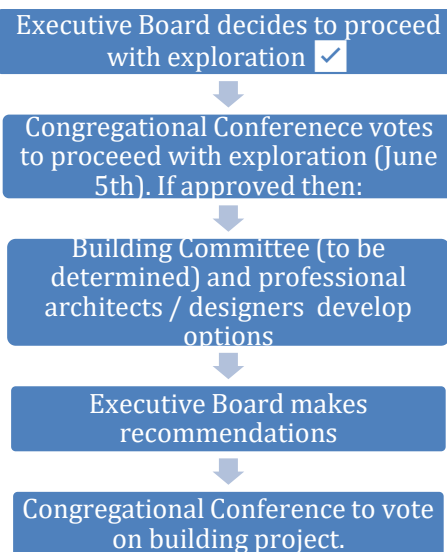 Executive Board decides to proceed
with exploration ✓
Congregational Conferenece votes
to proceeed with exploration (June
5th). If approved then:
Building Committee (to be
determined) and professional
architects / designers develop
options
Executive Board makes
recommendations
Congregational Conference to vote
on building project.